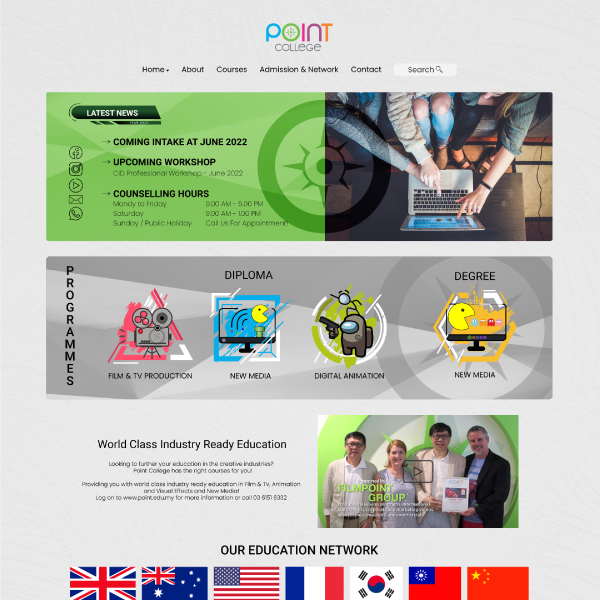 POINT
COLLEGE
Home
About
Courses
Admission & Network
Contact
Search
LATEST NEWS
COMING INTAKE AT JUNE 2022
UPCOMING WORKSHOP
CID Professional Workshop - June 2022
COUNSELLING HOURS
Monday to Friday 9.00 AM - 5.00 PM
Saturday 9.00 AM - 1.00 PM
Sunday / Public Holiday Call Us For Appointment!
PROGRAMMES
DIPLOMA
DEGREE
FILM & TV PRODUCTION
NEW MEDIA
DIGITAL ANIMATION
NEW MEDIA
World Class Industry Ready Education
Looking to further your education in the creative industries?
Point College has the right courses for you!
Providing you with world class industry ready education in Film & TV, Animation
and Visual Effects and New Media!
Log on to www.point.edu.my for more information or call 03 6151 6332
FILMPOINT
GROUP
OUR EDUCATION NETWORK